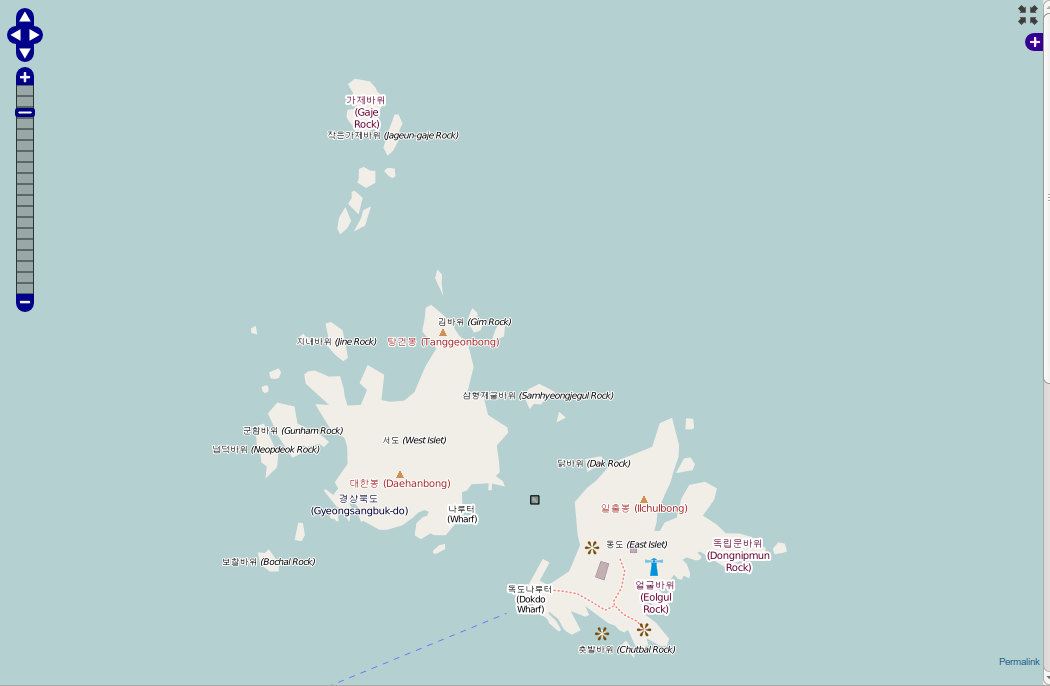 가제바위
(Gaje
Rock)
작은가제바위 (Jageun-gaje Rock)
김바위 (Gim Rock)
지네바위 (Jine Rock)
탕건봉 (Tanggeonbong)
삼형제굴바위 (Samhyeongjegul Rock)
군함바위 (Gunham Rock)
서도 (West Islet)
넙덕바위 (Neopdeok Rock)
닭바위 (Dak Rock)
대한봉 (Daehanbong)
경상북도
(Gyeongsangbuk-do)
나루터
(Wharf)
일출봉 (Ilchulbong)
동도 (East Islet)
독립문바위
(Dongnipmun
Rock)
보찰바위 (Bochal Rock)
독도나루터
(Dokdo
Wharf)
얼굴바위
(Eolgul
Rock)
촛발바위 (Chutbal Rock)
Permalink